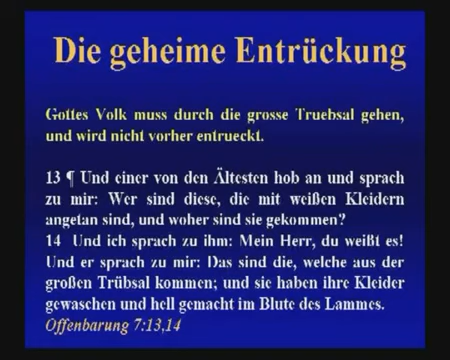 Die geheime Entrückung
Gottes Volk muss durch die grosse Truebsal gehen,
und wird nicht vorher entrueckt.
13 ¶ Und einer von den Ältesten hob an und sprach
zu mir: Wer sind diese, die mit weißen Kleidern
angetan sind, und woher sind sie gekommen?
14 Und ich sprach zu ihm: Mein Herr, du weißt es!
Und er sprach zu mir: Das sind die, welche aus der
großen Trübsal kommen; und sie haben ihre Kleider
gewaschen und hell gemacht im Blute des Lammes.
Offenbarung 7:13,14